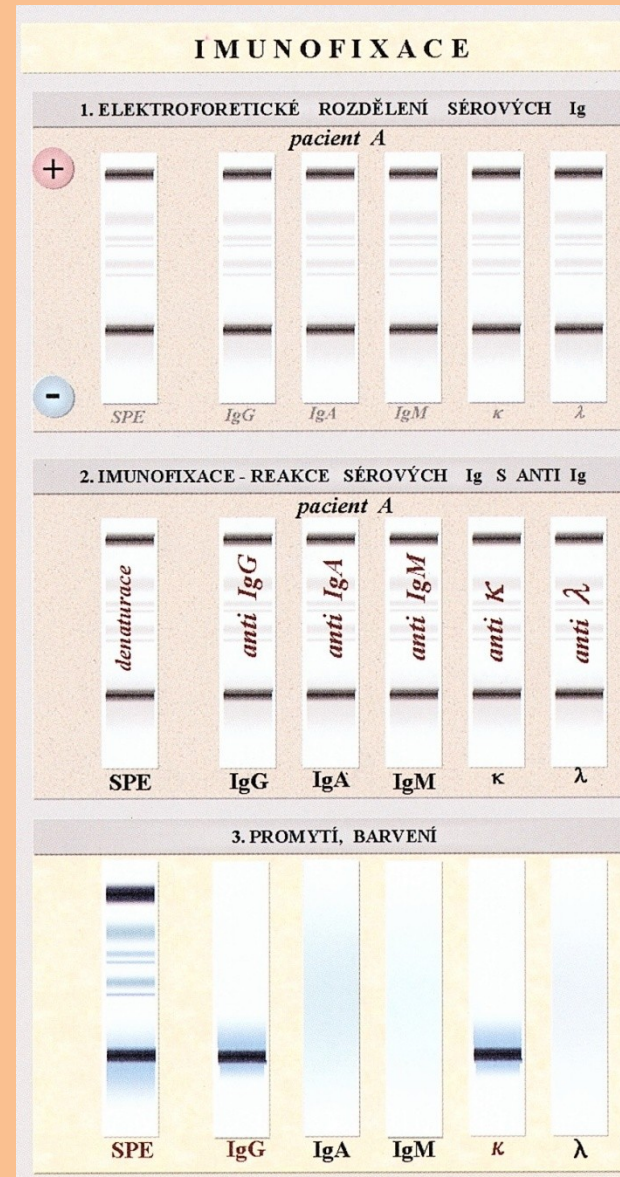 IMUNOFIXACE
1. ELEKTROFORETICKÉ ROZDĚLENÍ SÉROVÝCH Ig
pacient A
+
-
SPE IgG IgA IgM κ λ
2. IMUNOFIXACE - REAKCE SÉROVÝCH Ig S ANTI Ig
pacient A
denaturace
anti IgG
anti IgA
anti IgM
anti κ
anti λ
SPE IgG IgA IgM κ λ
3. PROMYTÍ, BARVENÍ
SPE IgG IgA IgM κ λ